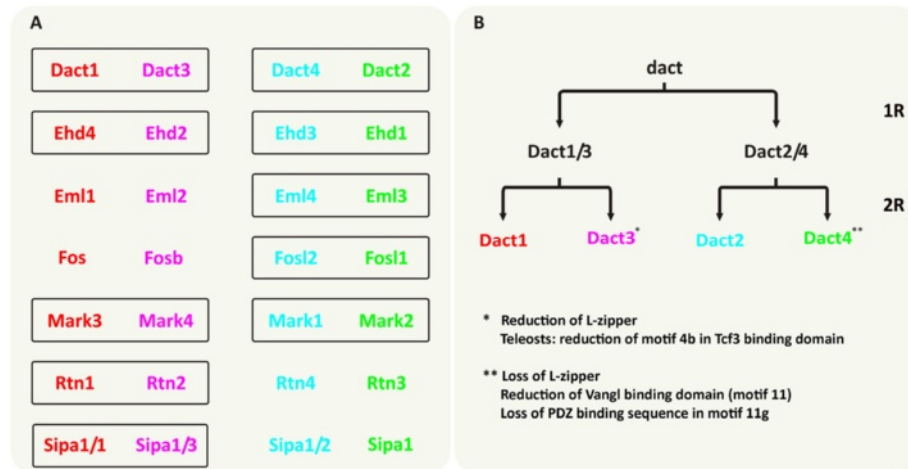 A
Dact1 Dact3 Dact4 Dact2
Ehd4 Ehd2 Ehd3 Ehd1
Eml1 Eml2 Eml4 Eml3
Fos Fosb Fosl2 Fosl1
Mark3 Mark4 Mark1 Mark2
Rtn1 Rtn2 Rtn4 Rtn3
Sipa1/1 Sipa1/3 Sipa1/2 Sipa1
B
dact
1R
Dact1/3 Dact2/4
2R
Dact1 Dact3* Dact2 Dact4**
* Reduction of L-zipper
Teleosts: reduction of motif 4b in Tcf3 binding domain
** Loss of L-zipper
Reduction of Vangl binding domain (motif 11)
Loss of PDZ binding sequence in motif 11g